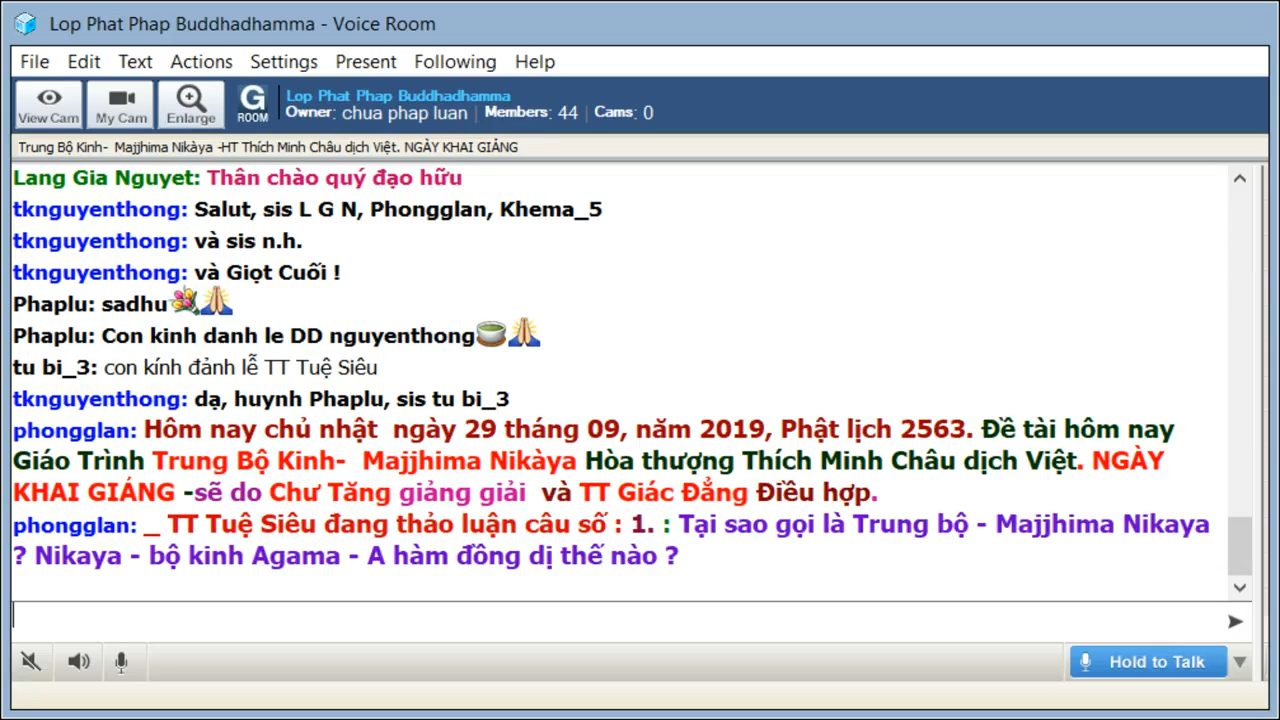 Lop Phat Phap Buddhadhamma - Voice Room
File Edit Text Actions Settings Present Following Help
View Cam My Cam Enlarge G ROOM Lop Phat Phap Buddhadhamma
Owner: chua phap luan | Members: 44 | Cams: 0
Trung Bộ Kinh- Majjhima Nikàya -HT Thích Minh Châu dịch Việt. NGÀY KHAI GIẢNG
Lang Gia Nguyet: Thân chào quý đạo hữu
tknguyenthong: Salut, sis L G N, Phongglan, Khema_5
tknguyenthong: và sis n.h.
tknguyenthong: và Giọt Cuối !
Phaplu: sadhu
Phaplu: Con kinh danh le DD nguyenthong
tu bi_3: con kính đảnh lễ TT Tuệ Siêu
tknguyenthong: dạ, huynh Phaplu, sis tu bi_3
phongglan: Hôm nay chủ nhật ngày 29 tháng 09, năm 2019, Phật lịch 2563. Đề tài hôm nay
Giáo Trình Trung Bộ Kinh- Majjhima Nikàya Hòa thượng Thích Minh Châu dịch Việt. NGÀY
KHAI GIÁNG -sẽ do Chư Tăng giảng giải và TT Giác Đẳng Điều hợp.
phongglan: _ TT Tuệ Siêu đang thảo luận câu số : 1. : Tại sao gọi là Trung bộ - Majjhima Nikaya
? Nikaya - bộ kinh Agama - A hàm đồng dị thế nào ?
Hold to Talk